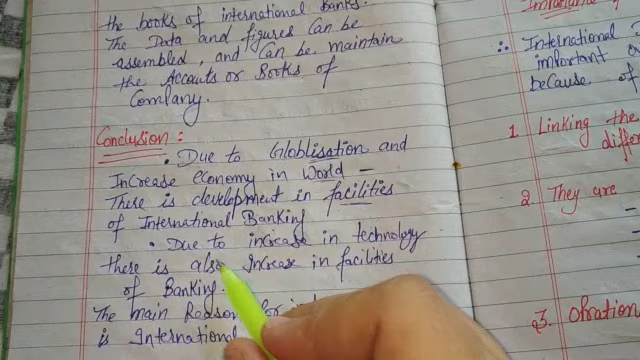 the books of international Banks.
The Data and figures Can be
assembled, and Can be maintain
the Accouts or Books of
Company.
Conclusion :
• Due to Globlisation and
Increase economy in World -
There is development in facilities
of International Banking
• Due to increase in technology
there is also Increase in facilities
of Banking.
The main Reason for
is International
∴ International
important
because of
1. Linking the
2. They are
3.